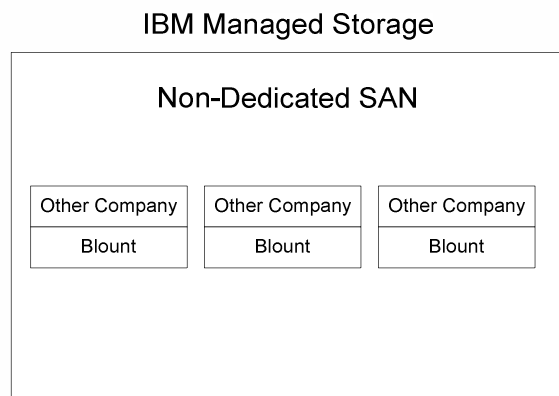 IBM Managed Storage
Non-Dedicated SAN
Other Company Other Company Other Company
Blount Blount Blount